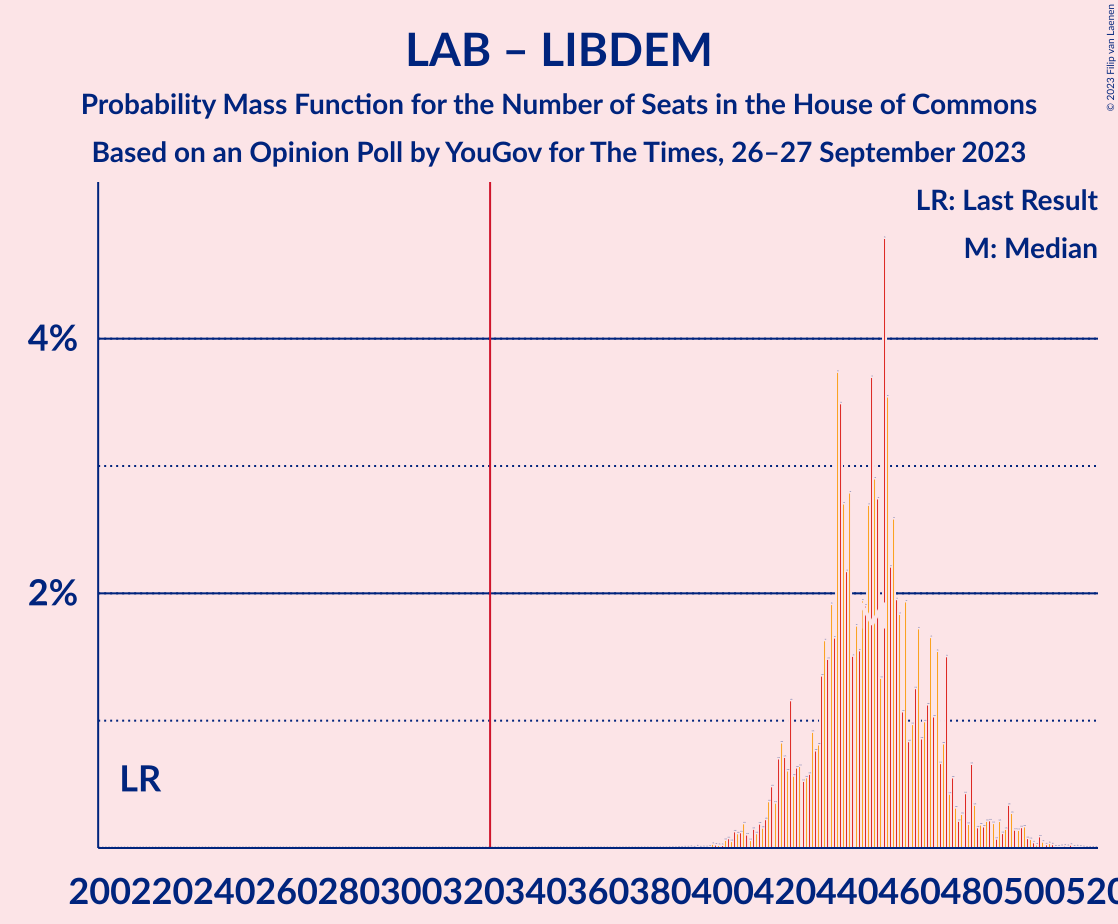 LAB – LIBDEM
Probability Mass Function for the Number of Seats in the House of Commons
Based on an Opinion Poll by YouGov for The Times, 26–27 September 2023
© 2023 Filip van Laenen
LR: Last Result
M: Median
4%
2%
LR
200220240260280300320340360380400420440460480500520